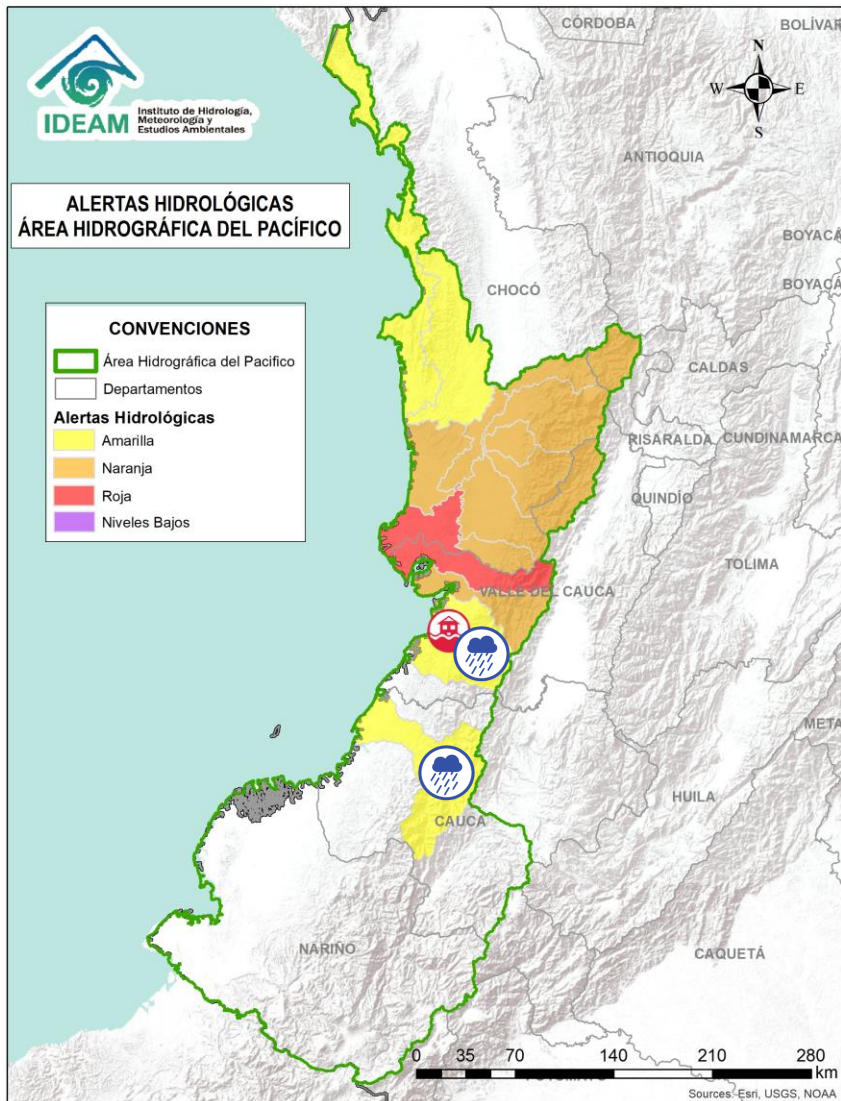 IDEAM
Instituto de Hidrología,
Meteorología y
Estudios Ambientales
ALERTAS HIDROLÓGICAS
ÁREA HIDROGRÁFICA DEL PACÍFICO
CONVENCIONES
Área Hidrográfica del Pacifico
Departamentos
Alertas Hidrológicas
Amarilla
Naranja
Roja
Niveles Bajos
N
W E
S
CÓRDOBA
BOLÍVAR
ANTIOQUIA
BOYACÁ
BOYACÁ
CHOCÓ
CALDAS
RISARALDA
CUNDINAMARCA
QUINDÍO
TOLIMA
VALLE DEL CAUCA
META
HUILA
CAUCA
NARIÑO
CAQUETÁ
0 35 70 140 210 280
km
Sources: Esri, USGS, NOAA